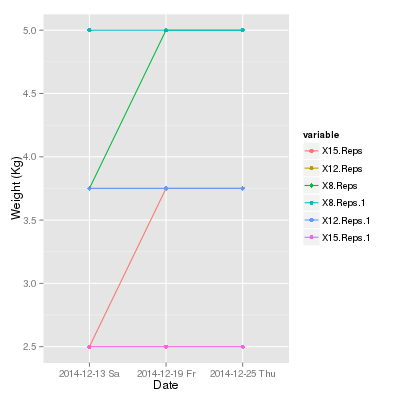 5.0
4.5
4.0
3.5
3.0
2.5
Weight (Kg)
2014-12-13 Sa
2014-12-19 Fr
2014-12-25 Thu
Date
variable
X15.Reps
X12.Reps
X8.Reps
X8.Reps.1
X12.Reps.1
X15.Reps.1